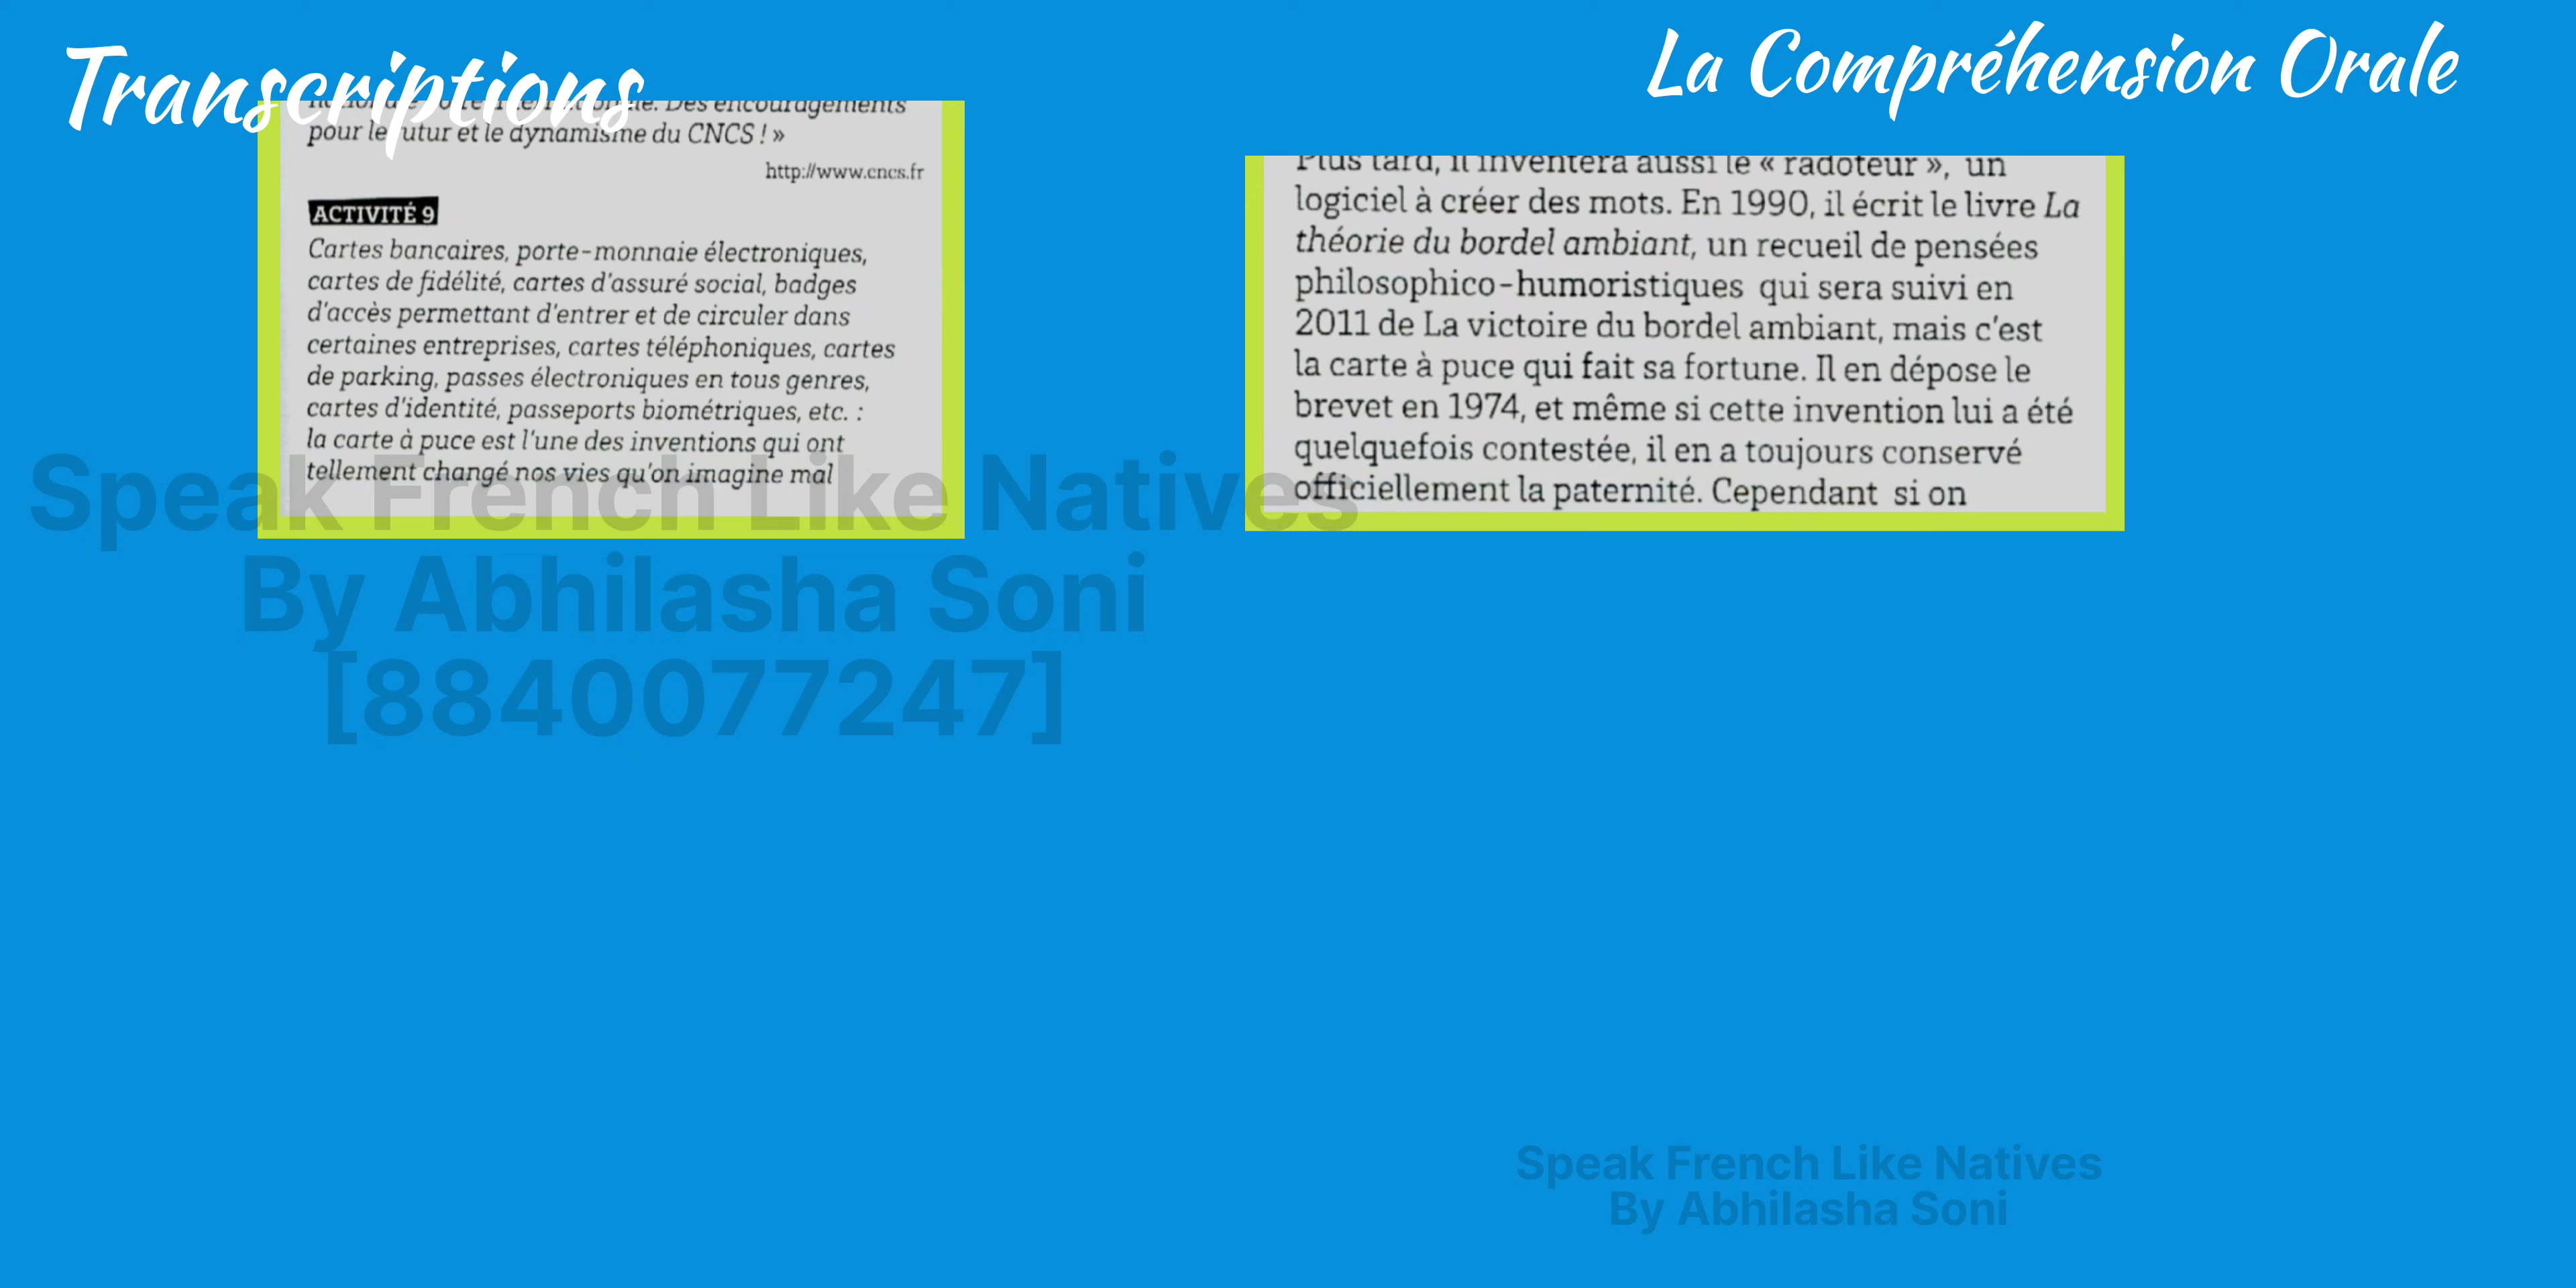 Transcriptions
La Compréhension Orale
Des encouragements
pour le futur et le dynamisme du CNCS ! »
http://www.cncs.fr
ACTIVITÉ 9
Cartes bancaires, porte-monnaie électroniques,
cartes de fidélité, cartes d'assuré social, badges
d'accès permettant d'entrer et de circuler dans
certaines entreprises, cartes téléphoniques, cartes
de parking, passes électroniques en tous genres,
cartes d'identité, passeports biométriques, etc. :
la carte à puce est l'une des inventions qui ont
tellement changé nos vies qu'on imagine mal
Plus tard, il inventera aussi le « radoteur », un
logiciel à créer des mots. En 1990, il écrit le livre La
théorie du bordel ambiant, un recueil de pensées
philosophico-humoristiques qui sera suivi en
2011 de La victoire du bordel ambiant, mais c'est
la carte à puce qui fait sa fortune. Il en dépose le
brevet en 1974, et même si cette invention lui a été
quelquefois contestée, il en a toujours conservé
officiellement la paternité. Cependant si on
Speak French Like Natives
By Abhilasha Soni
[8840077247]
Speak French Like Natives
By Abhilasha Soni